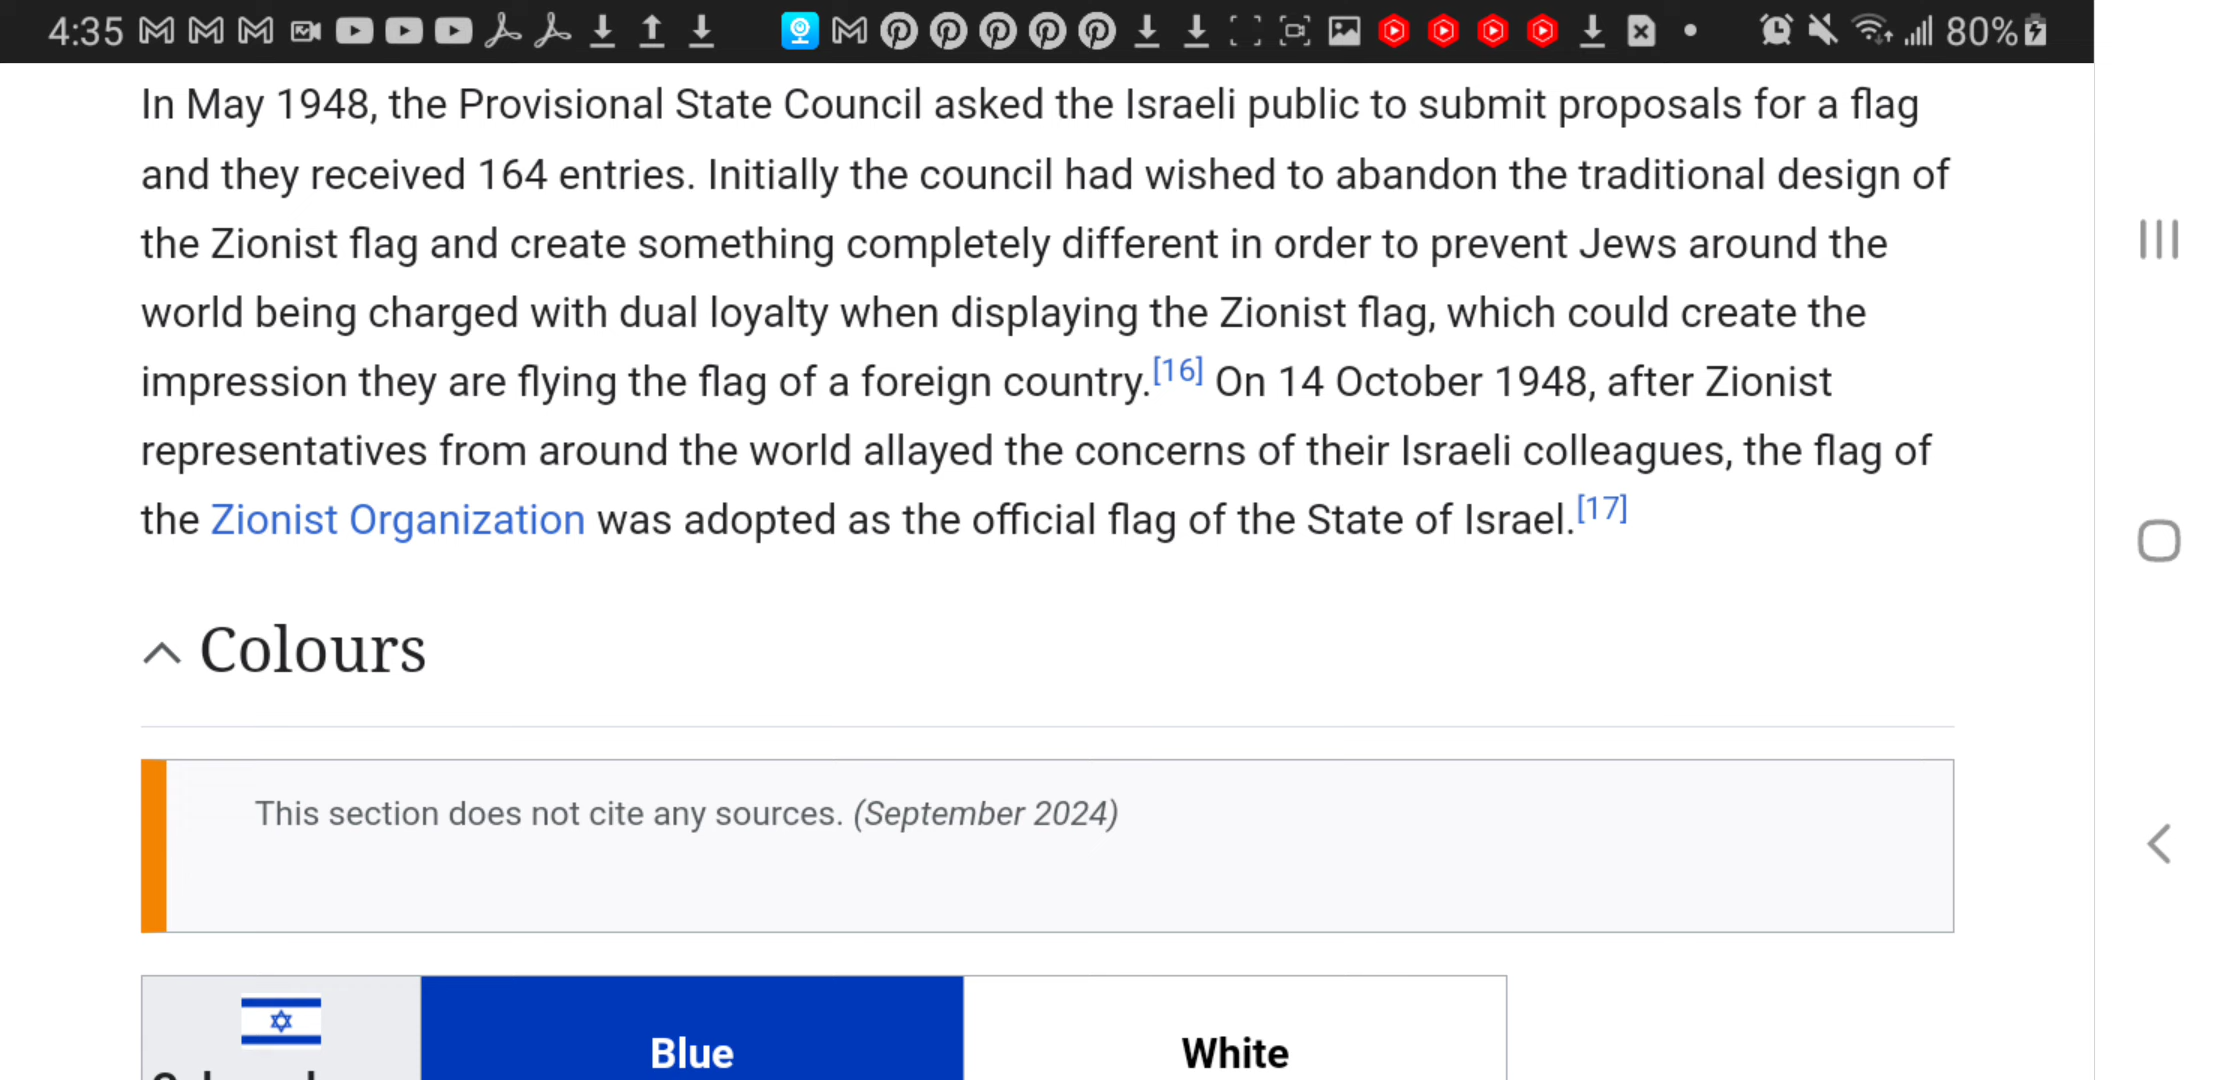 4:35 80%
In May 1948, the Provisional State Council asked the Israeli public to submit proposals for a flag
and they received 164 entries. Initially the council had wished to abandon the traditional design of
the Zionist flag and create something completely different in order to prevent Jews around the
world being charged with dual loyalty when displaying the Zionist flag, which could create the
impression they are flying the flag of a foreign country.[16] On 14 October 1948, after Zionist
representatives from around the world allayed the concerns of their Israeli colleagues, the flag of
the Zionist Organization was adopted as the official flag of the State of Israel.[17]
Colours
This section does not cite any sources. (September 2024)
Blue White